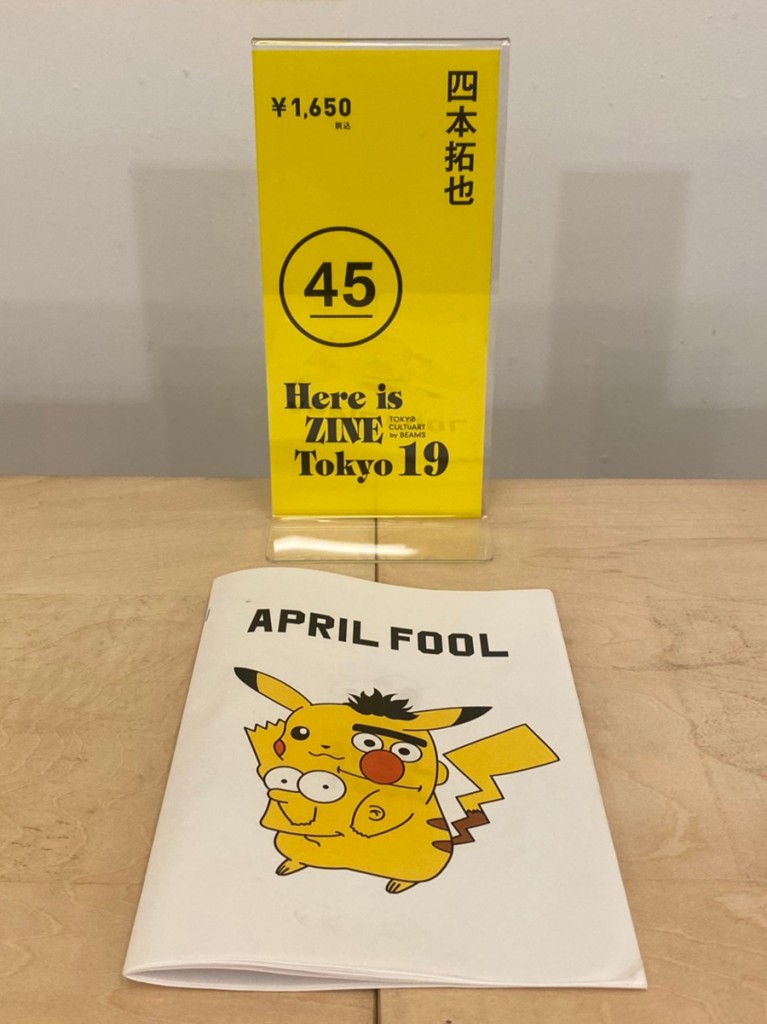 四本拓也
¥1,650
税込
45
Here is
ZINE
TOKYO
CULTUART
by BEAMS
Tokyo 19
APRIL FOOL